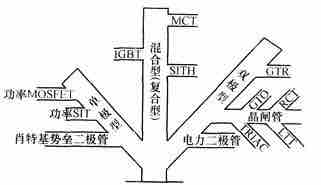 MCT
IGBT
混合型(复合型)
SITH
双极型
GTR
功率MOSFET
单极型
GTO
RCT
功率SIT
晶闸管
肖特基势垒二极管
电力二极管
TRIAC
LTT